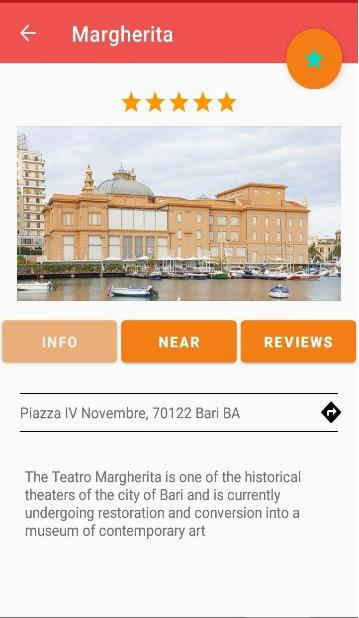 Margherita
INFO NEAR REVIEWS
Piazza IV Novembre, 70122 Bari BA
The Teatro Margherita is one of the historical
theaters of the city of Bari and is currently
undergoing restoration and conversion into a
museum of contemporary art